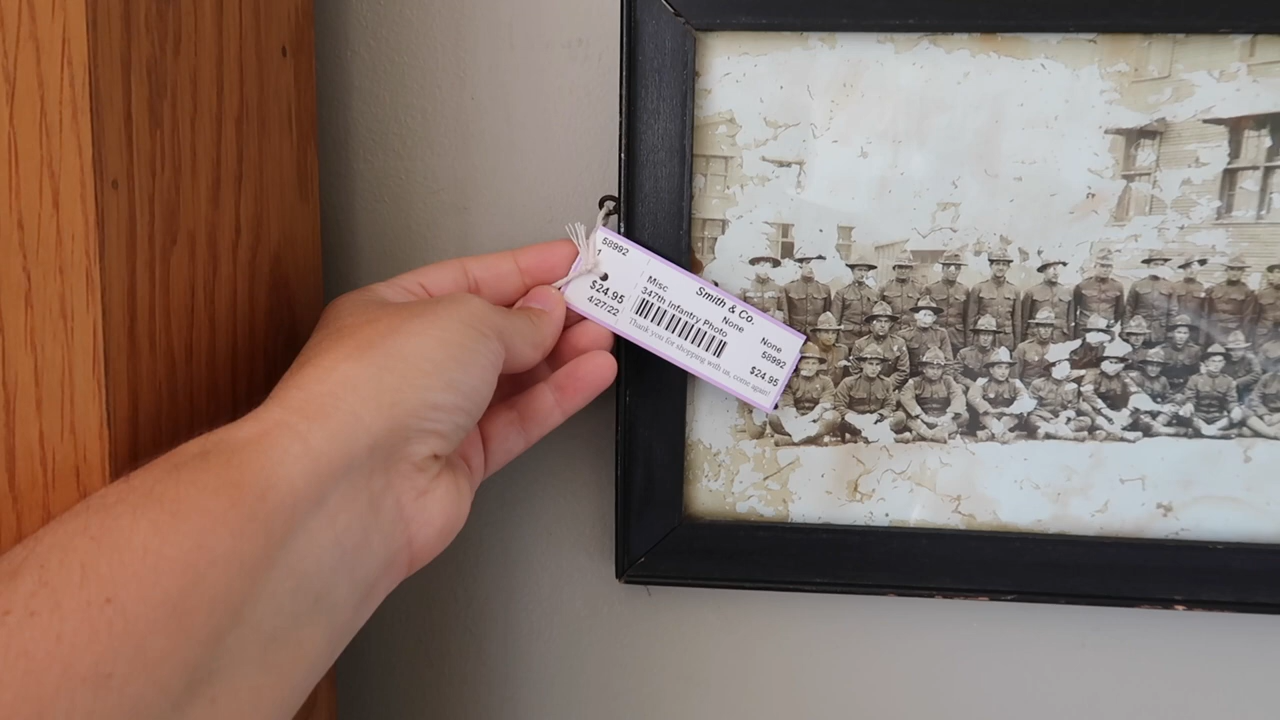 58992
1
$24.95
4/27/22
Smith & Co.
Misc
None
347th Infantry Photo
None
58992
$24.95
Thank you for shopping with us, come again!